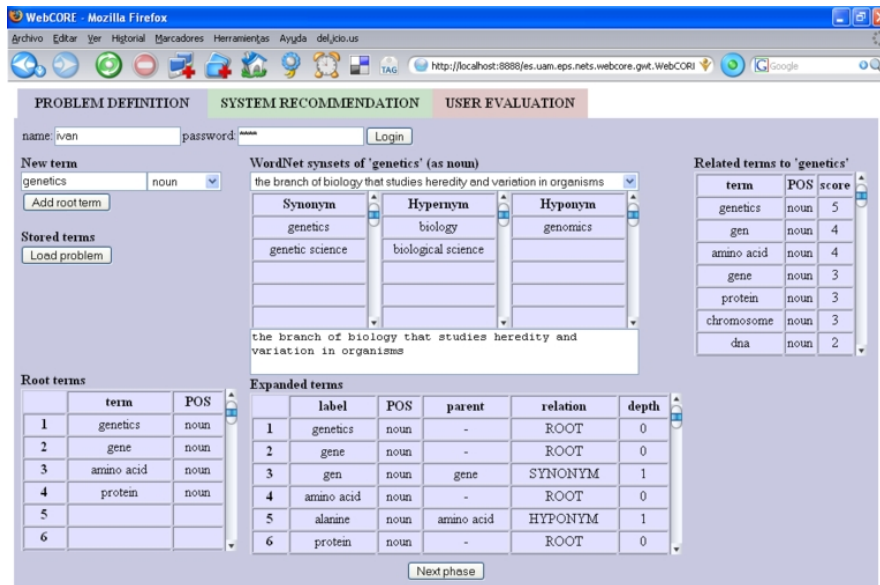 WebCORE - Mozilla Firefox
Archivo Editar Ver Historial Marcadores Herramientas Ayuda del.icio.us
TAG http://localhost:8888/es.uam.eps.nets.webcore.gwt.WebCORE Google
PROBLEM DEFINITION SYSTEM RECOMMENDATION USER EVALUATION
name: ivan password: **** Login
New term WordNet synsets of 'genetics' (as noun) Related terms to 'genetics'
genetics noun the branch of biology that studies heredity and variation in organisms term POS score
Add root term Synonym Hypernym Hyponym genetics noun 5
genetics biology genomics gen noun 4
Stored terms genetic science biological science amino acid noun 4
Load problem gene noun 3
protein noun 3
chromosome noun 3
dna noun 2
the branch of biology that studies heredity and
variation in organisms
Root terms Expanded terms
term POS label POS parent relation depth
1 genetics noun 1 genetics noun - ROOT 0
2 gene noun 2 gene noun - ROOT 0
3 amino acid noun 3 gen noun gene SYNONYM 1
4 protein noun 4 amino acid noun - ROOT 0
5 5 alanine noun amino acid HYPONYM 1
6 6 protein noun - ROOT 0
Next phase